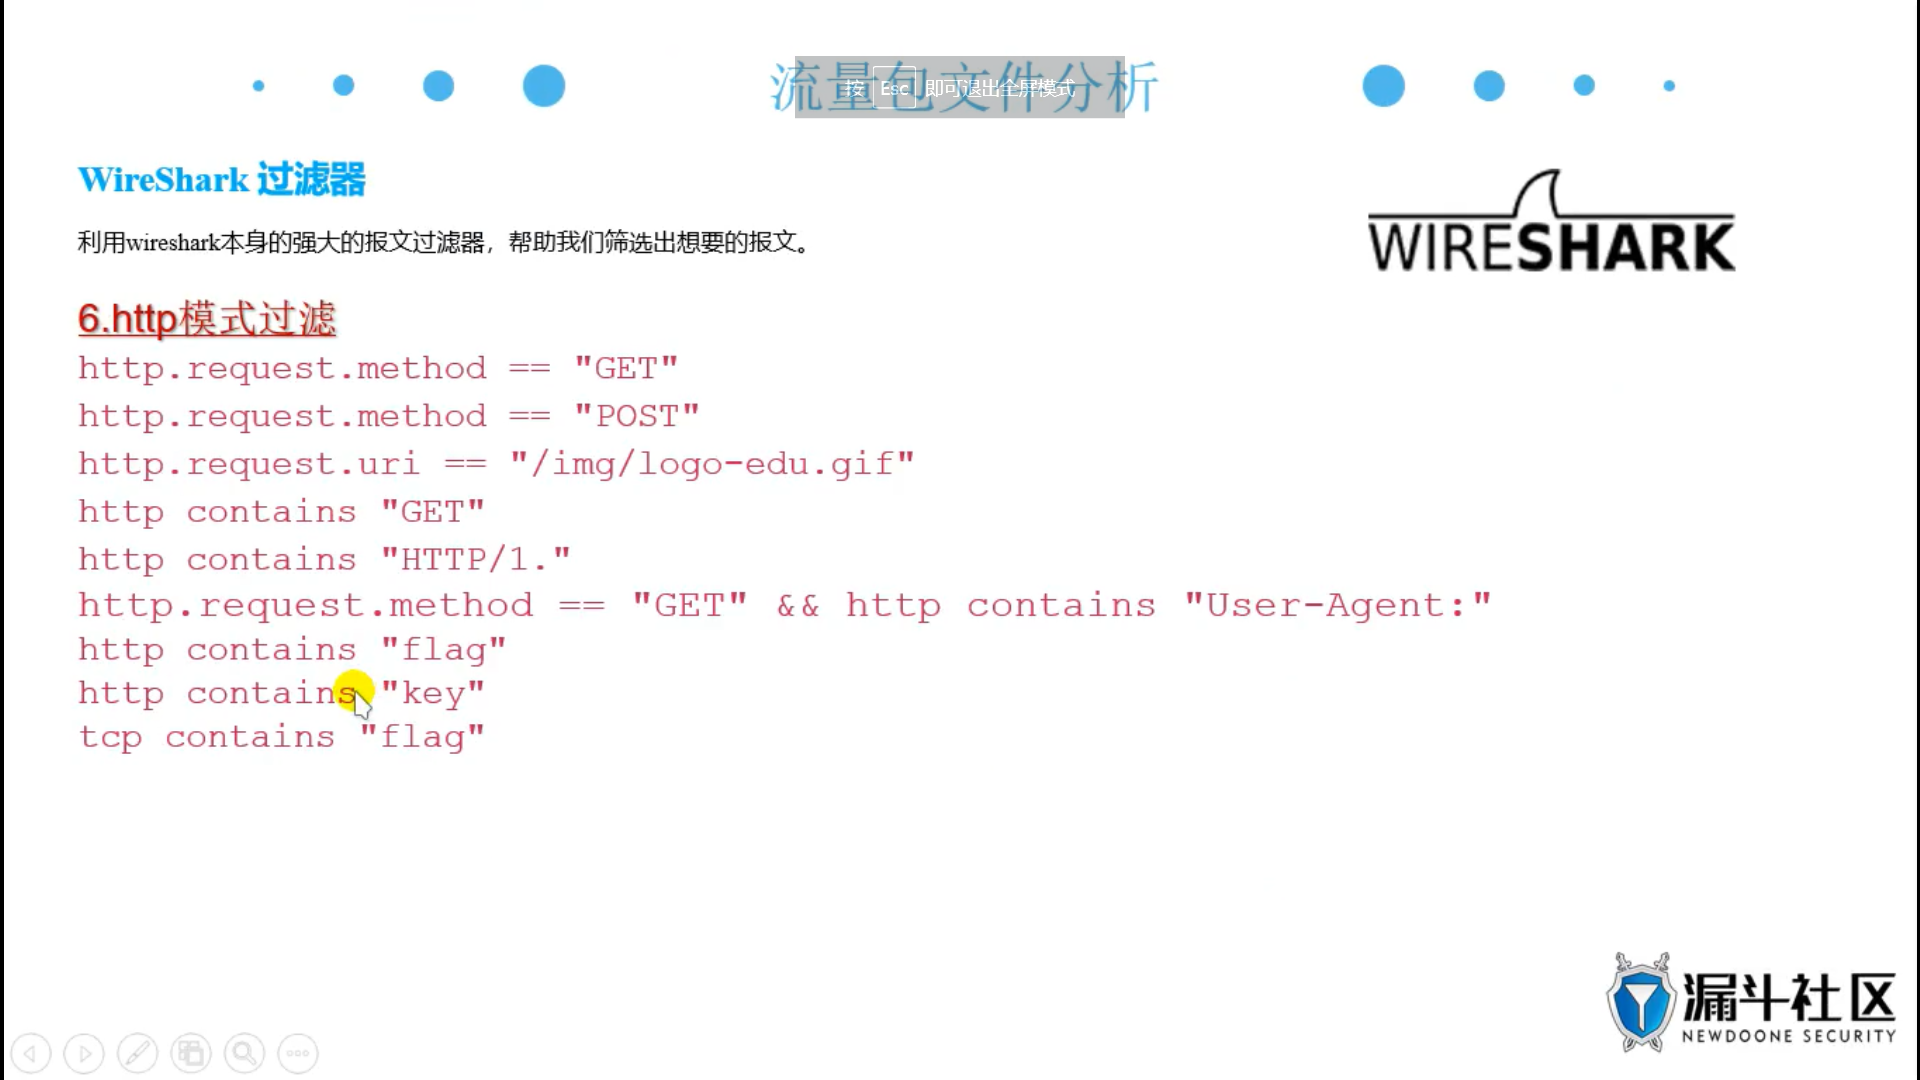 流量包文件分析
按 Esc 即可退出全屏模式
WireShark 过滤器
利用wireshark本身的强大的报文过滤器，帮助我们筛选出想要的报文。
WIRESHARK
6.http模式过滤
http.request.method == "GET"
http.request.method == "POST"
http.request.uri == "/img/logo-edu.gif"
http contains "GET"
http contains "HTTP/1."
http.request.method == "GET" && http contains "User-Agent:"
http contains "flag"
http contains "key"
tcp contains "flag"
漏斗社区
NEWDOONE SECURITY